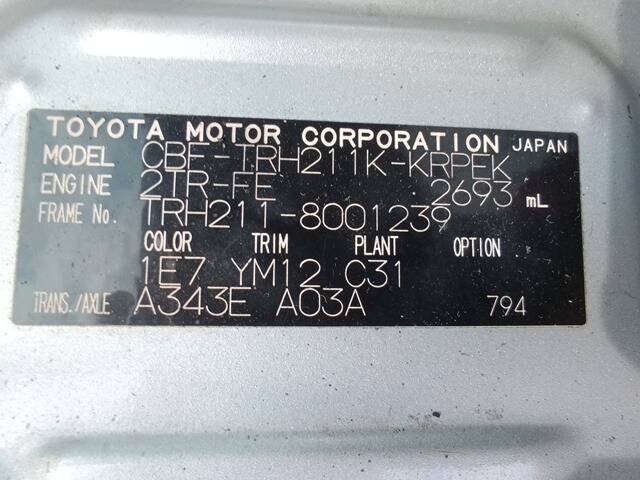 TOYOTA MOTOR CORPORATION JAPAN
MODEL CBF-TRH211K-KRPEK
ENGINE 2TR-FE 2693 mL
FRAME No. TRH211-8001239
COLOR TRIM PLANT OPTION
1E7 YM12 C31
TRANS./AXLE A343E A03A 794